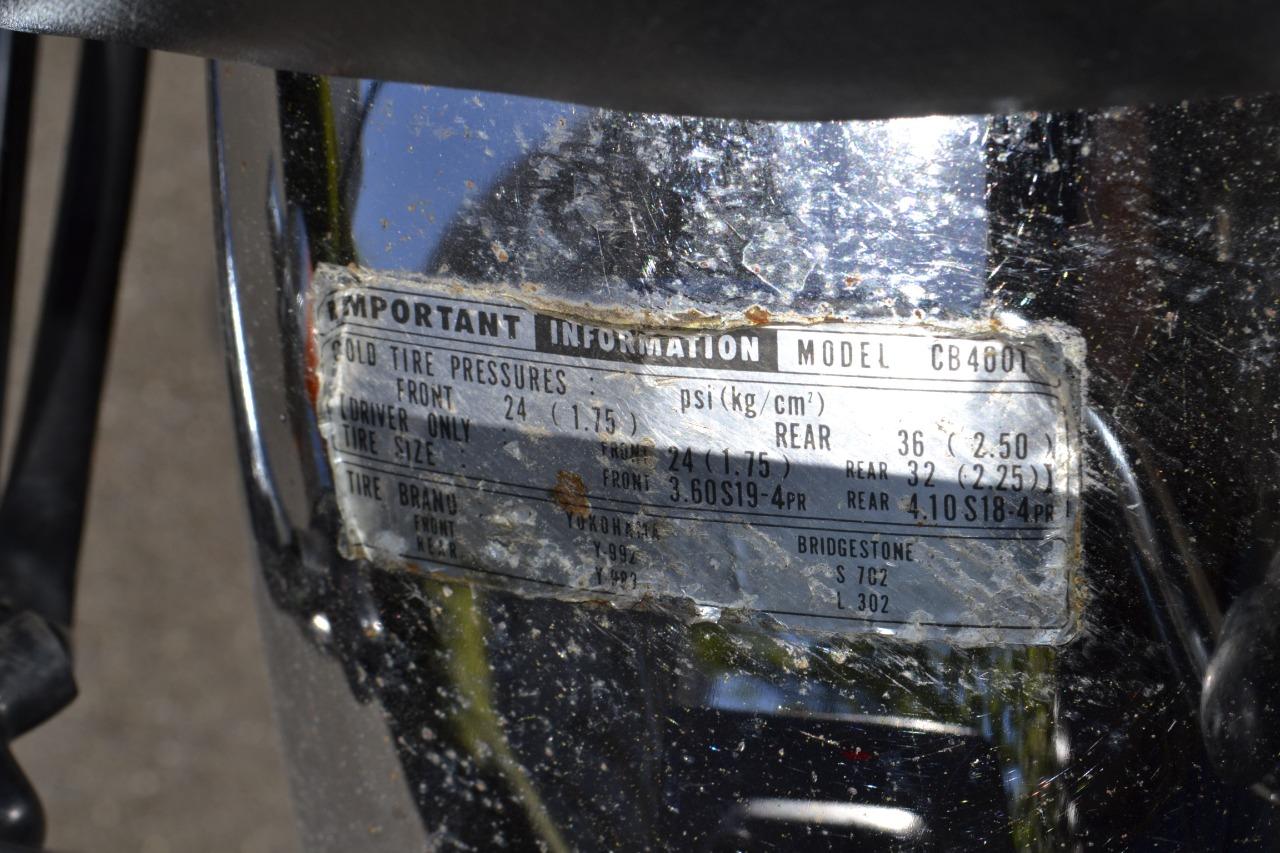 IMPORTANT INFORMATION MODEL CB400T
COLD TIRE PRESSURES : psi (kg/cm²)
FRONT 24 (1.75) REAR 36 (2.50)
[DRIVER ONLY : FRONT 24 (1.75) REAR 32 (2.25)]
TIRE SIZE : FRONT 3.60S19-4PR REAR 4.10S18-4PR
TIRE BRAND YOKOHAMA BRIDGESTONE
FRONT Y-992 S 702
REAR L 302